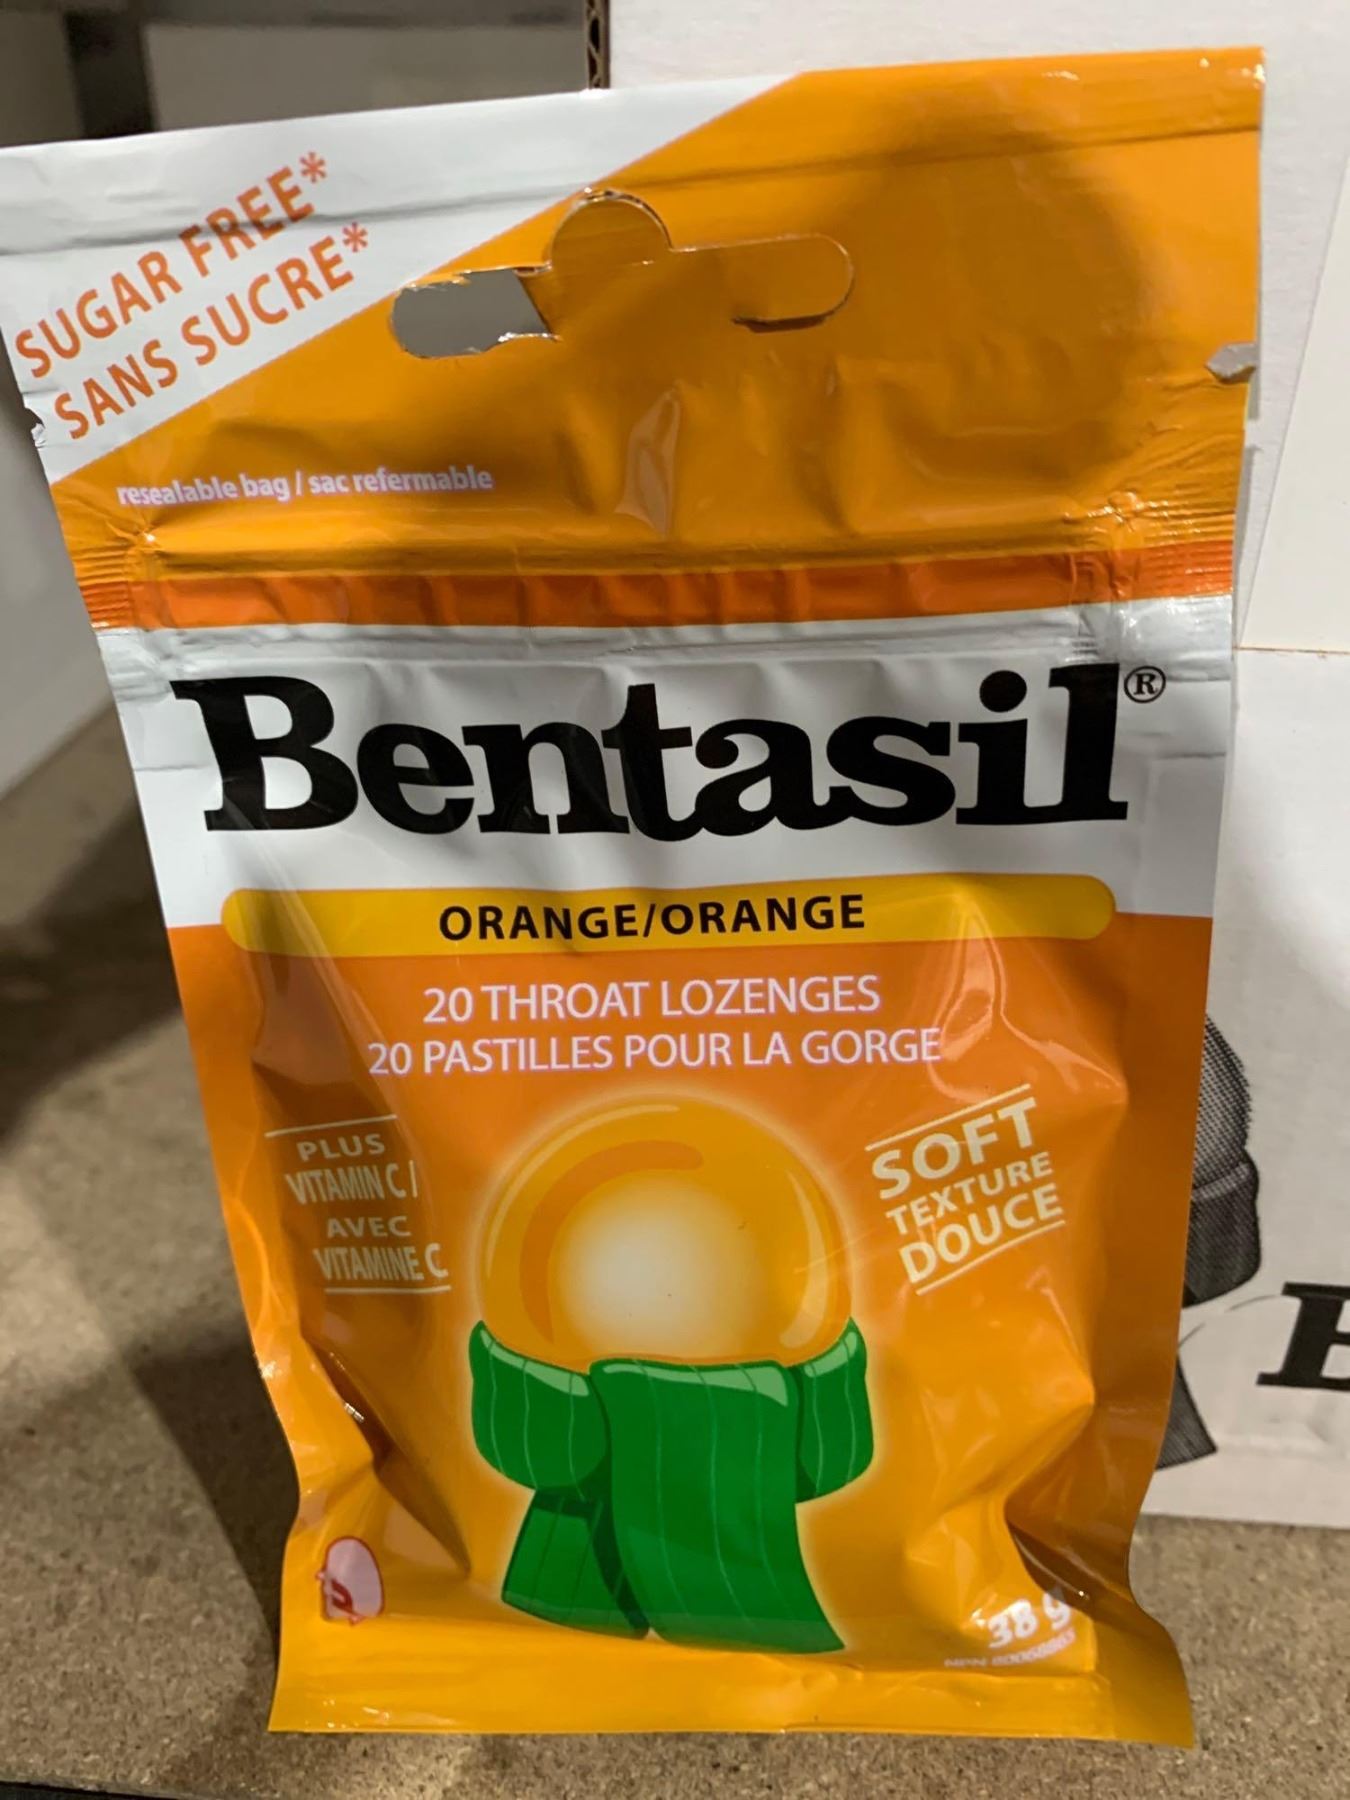 SUGAR FREE*
SANS SUCRE*
resealable bag / sac refermable
Bentasil®
ORANGE/ORANGE
20 THROAT LOZENGES
20 PASTILLES POUR LA GORGE
PLUS
VITAMIN C /
AVEC
VITAMINE C
SOFT
TEXTURE
DOUCE
38 g
NPN